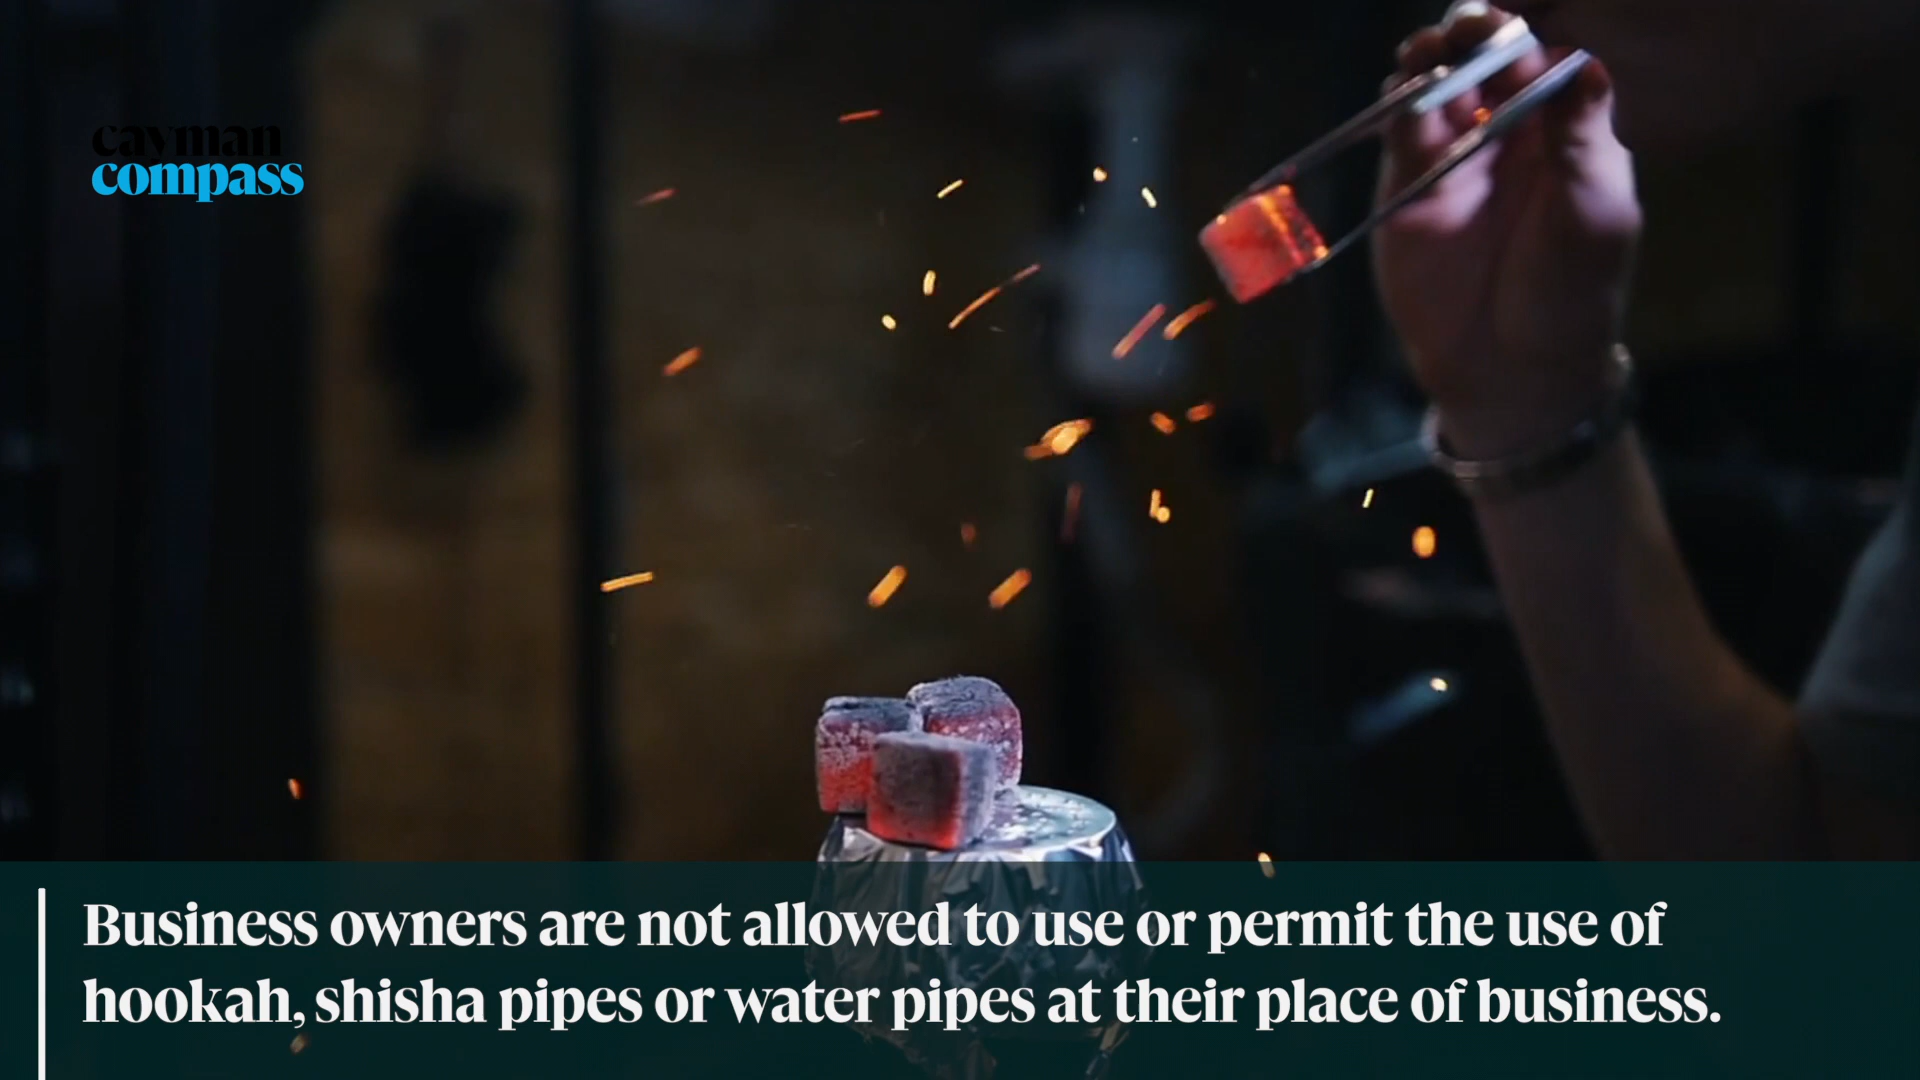 cayman
compass
Business owners are not allowed to use or permit the use of
hookah, shisha pipes or water pipes at their place of business.